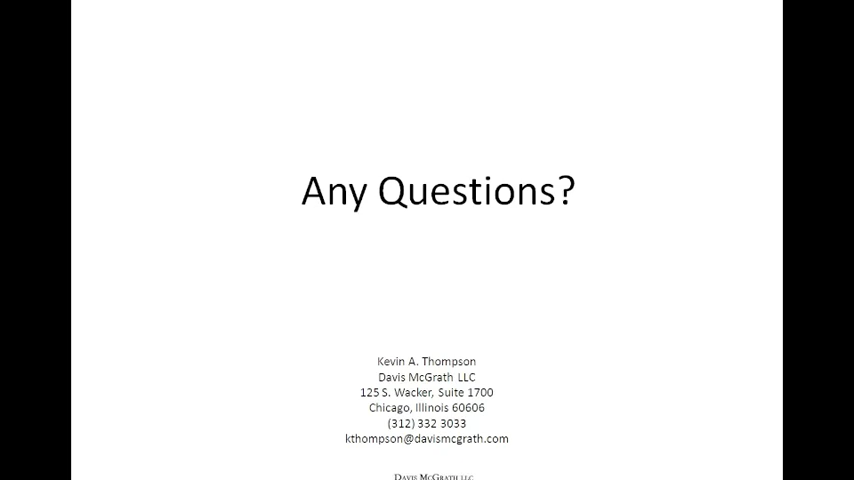 Any Questions?
Kevin A. Thompson
Davis McGrath LLC
125 S. Wacker, Suite 1700
Chicago, Illinois 60606
(312) 332 3033
kthompson@davismcgrath.com
DAVIS MCGRATH LLC